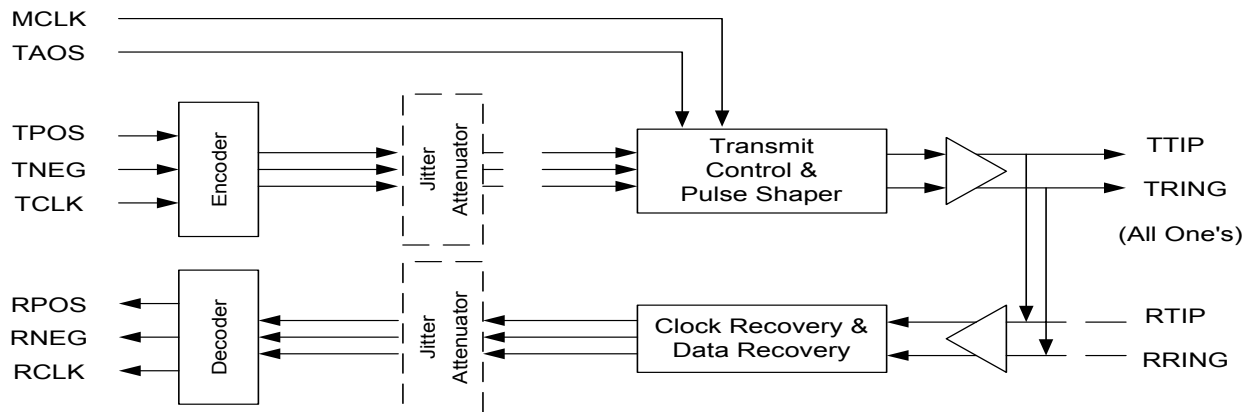 MCLK
TAOS
TPOS
TNEG
TCLK
Encoder
Jitter
Attenuator
Transmit
Control &
Pulse Shaper
TTIP
TRING
(All One's)
RPOS
RNEG
RCLK
Decoder
Jitter
Attenuator
Clock Recovery &
Data Recovery
RTIP
RRING